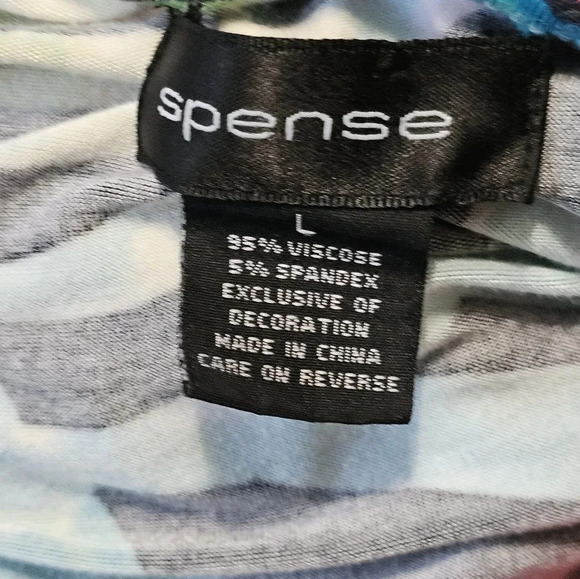 spense
L
95% VISCOSE
5% SPANDEX
EXCLUSIVE OF
DECORATION
MADE IN CHINA
CARE ON REVERSE